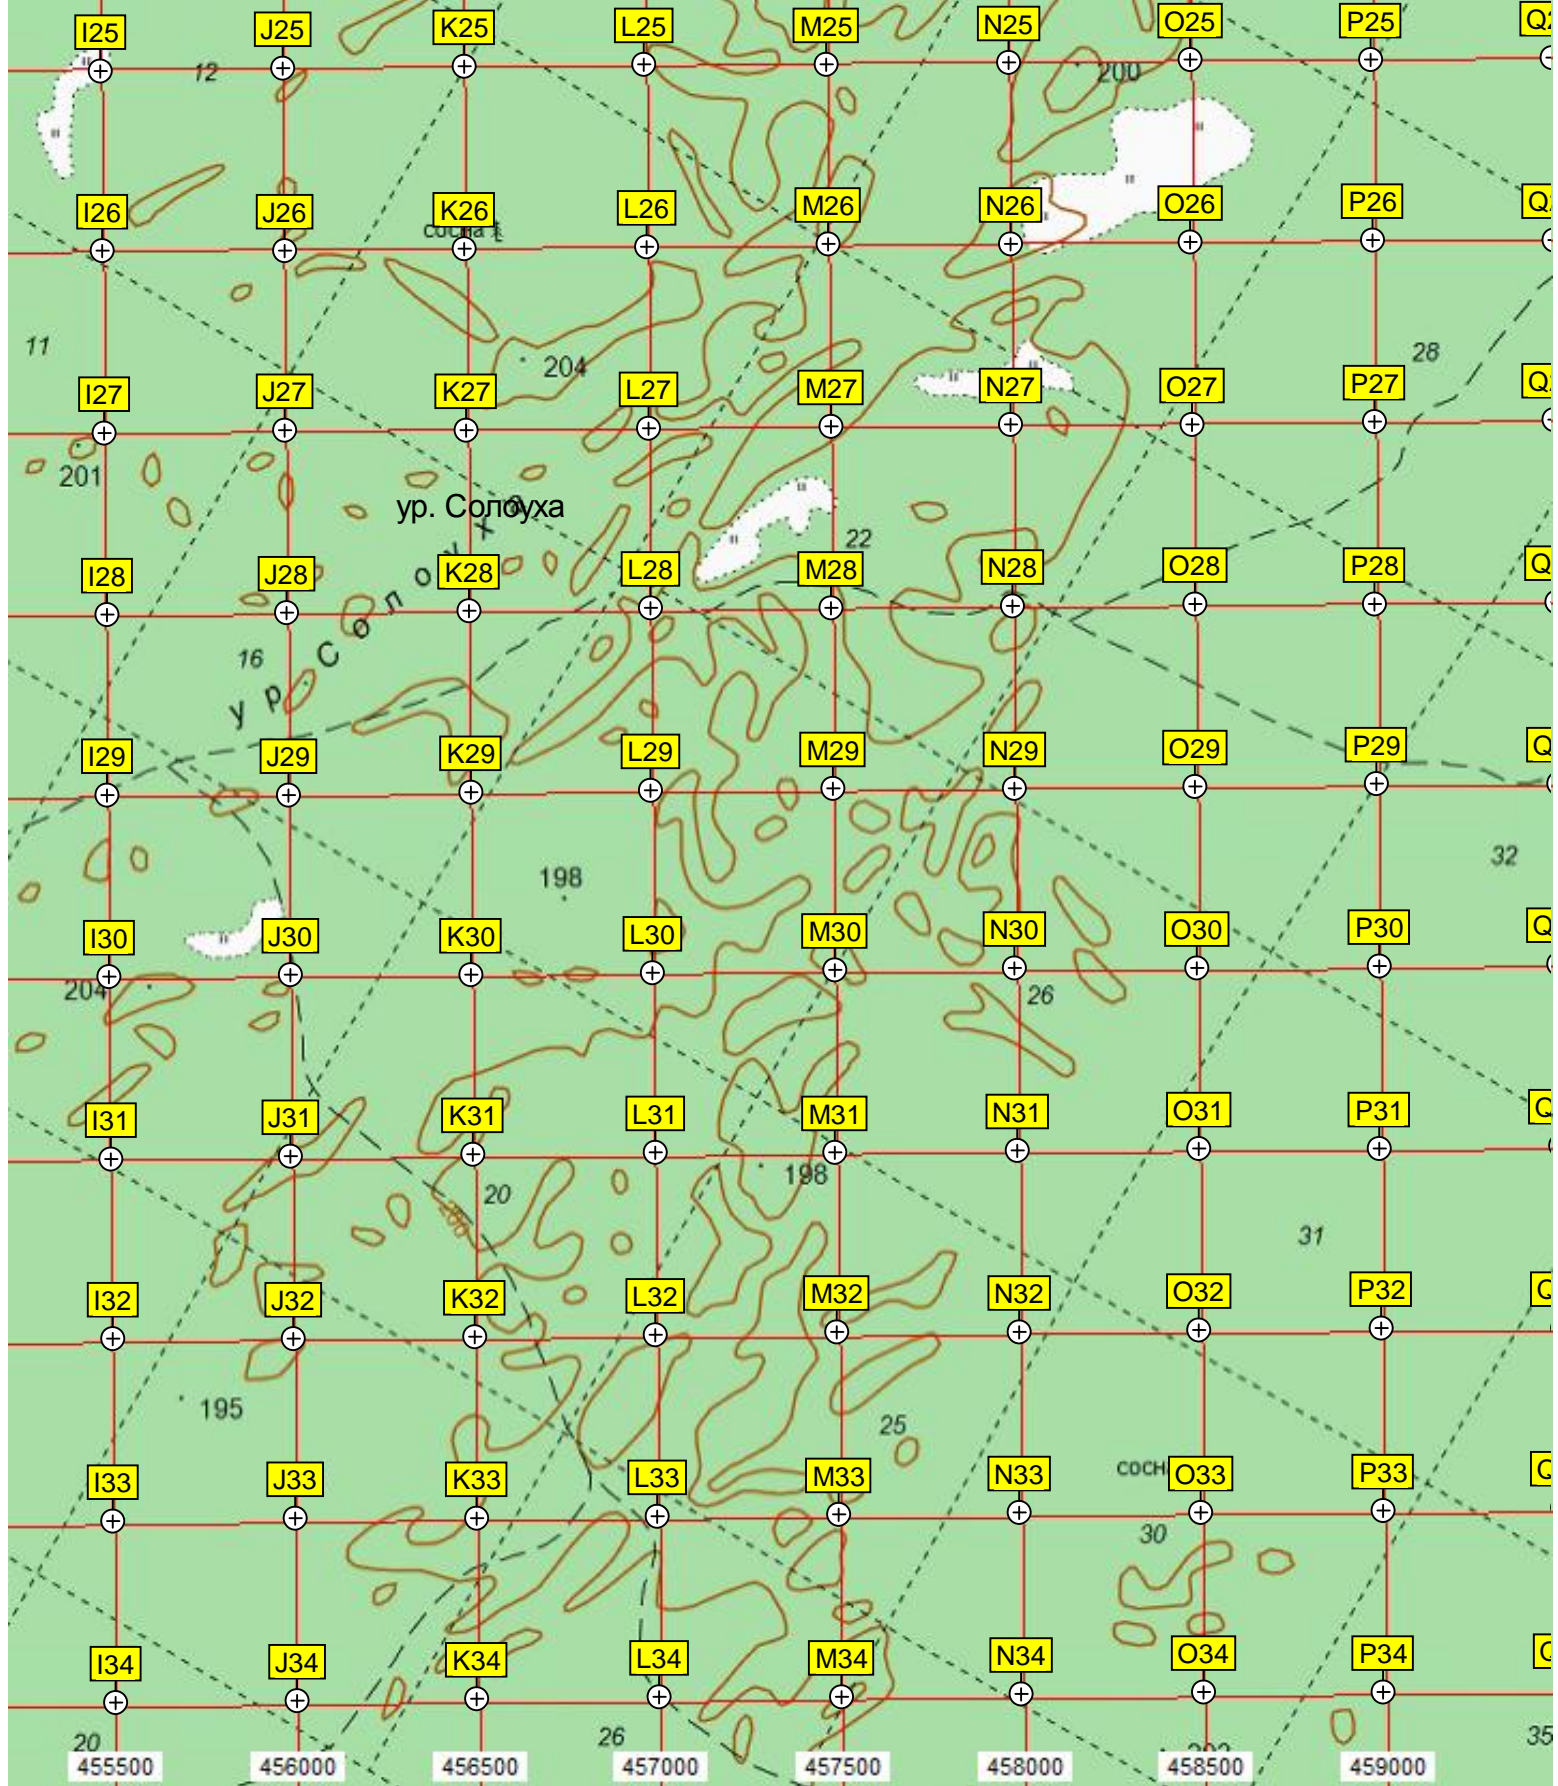 I25 J25 K25 L25 M25 N25 O25 P25
12 200
I26 J26 K26 L26 M26 N26 O26 P26
сосна
11 204 28
I27 J27 K27 L27 M27 N27 O27 P27
201
ур. Солоуха
22
I28 J28 K28 L28 M28 N28 O28 P28
16
ур Солоуха
I29 J29 K29 L29 M29 N29 O29 P29
198 32
I30 J30 K30 L30 M30 N30 O30 P30
204 26
I31 J31 K31 L31 M31 N31 O31 P31
20 198
200
31
I32 J32 K32 L32 M32 N32 O32 P32
195 25
I33 J33 K33 L33 M33 N33 O33 P33
сосн
30
I34 J34 K34 L34 M34 N34 O34 P34
20 26 35
455500 456000 456500 457000 457500 458000 458500 459000